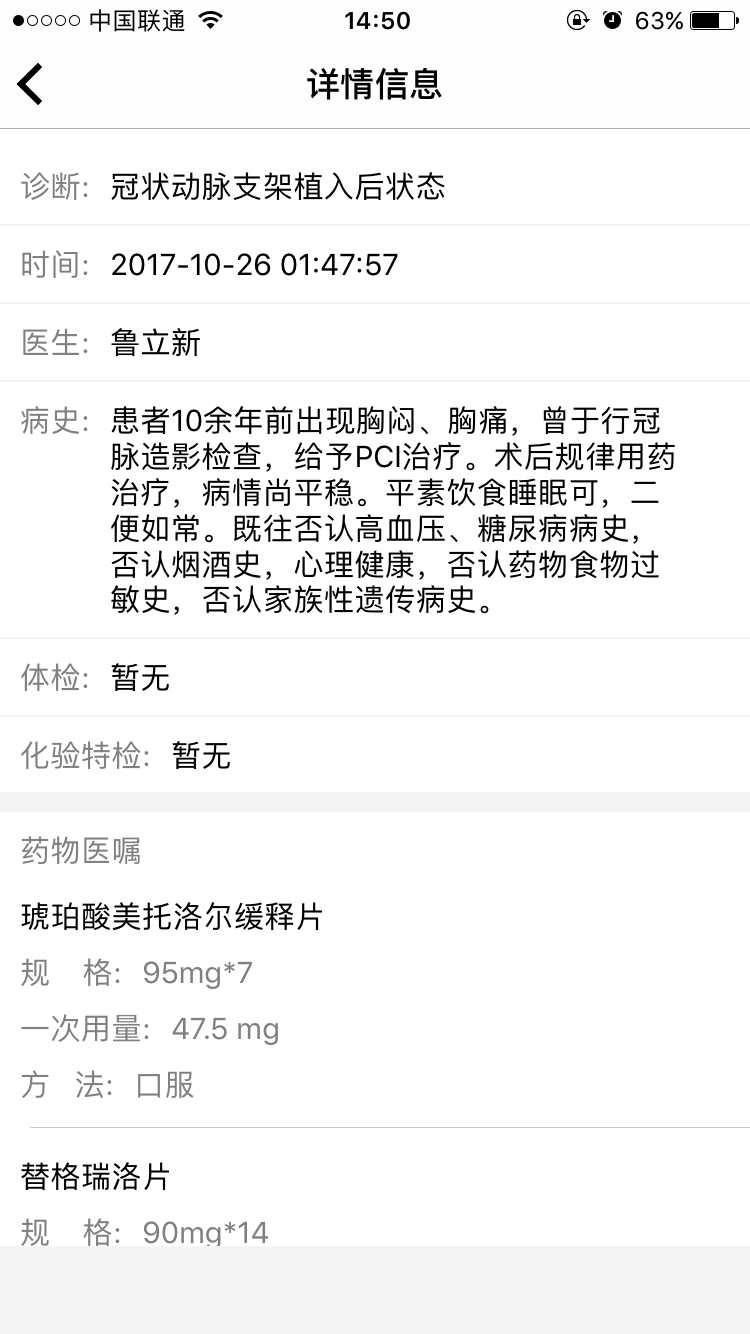 中国联通 14:50 63%
详情信息
诊断: 冠状动脉支架植入后状态
时间: 2017-10-26 01:47:57
医生: 鲁立新
病史: 患者10余年前出现胸闷、胸痛，曾于行冠
脉造影检查，给予PCI治疗。术后规律用药
治疗，病情尚平稳。平素饮食睡眠可，二
便如常。既往否认高血压、糖尿病病史，
否认烟酒史，心理健康，否认药物食物过
敏史，否认家族性遗传病史。
体检: 暂无
化验特检: 暂无
药物医嘱
琥珀酸美托洛尔缓释片
规 格: 95mg*7
一次用量: 47.5 mg
方 法: 口服
替格瑞洛片
规 格: 90mg*14